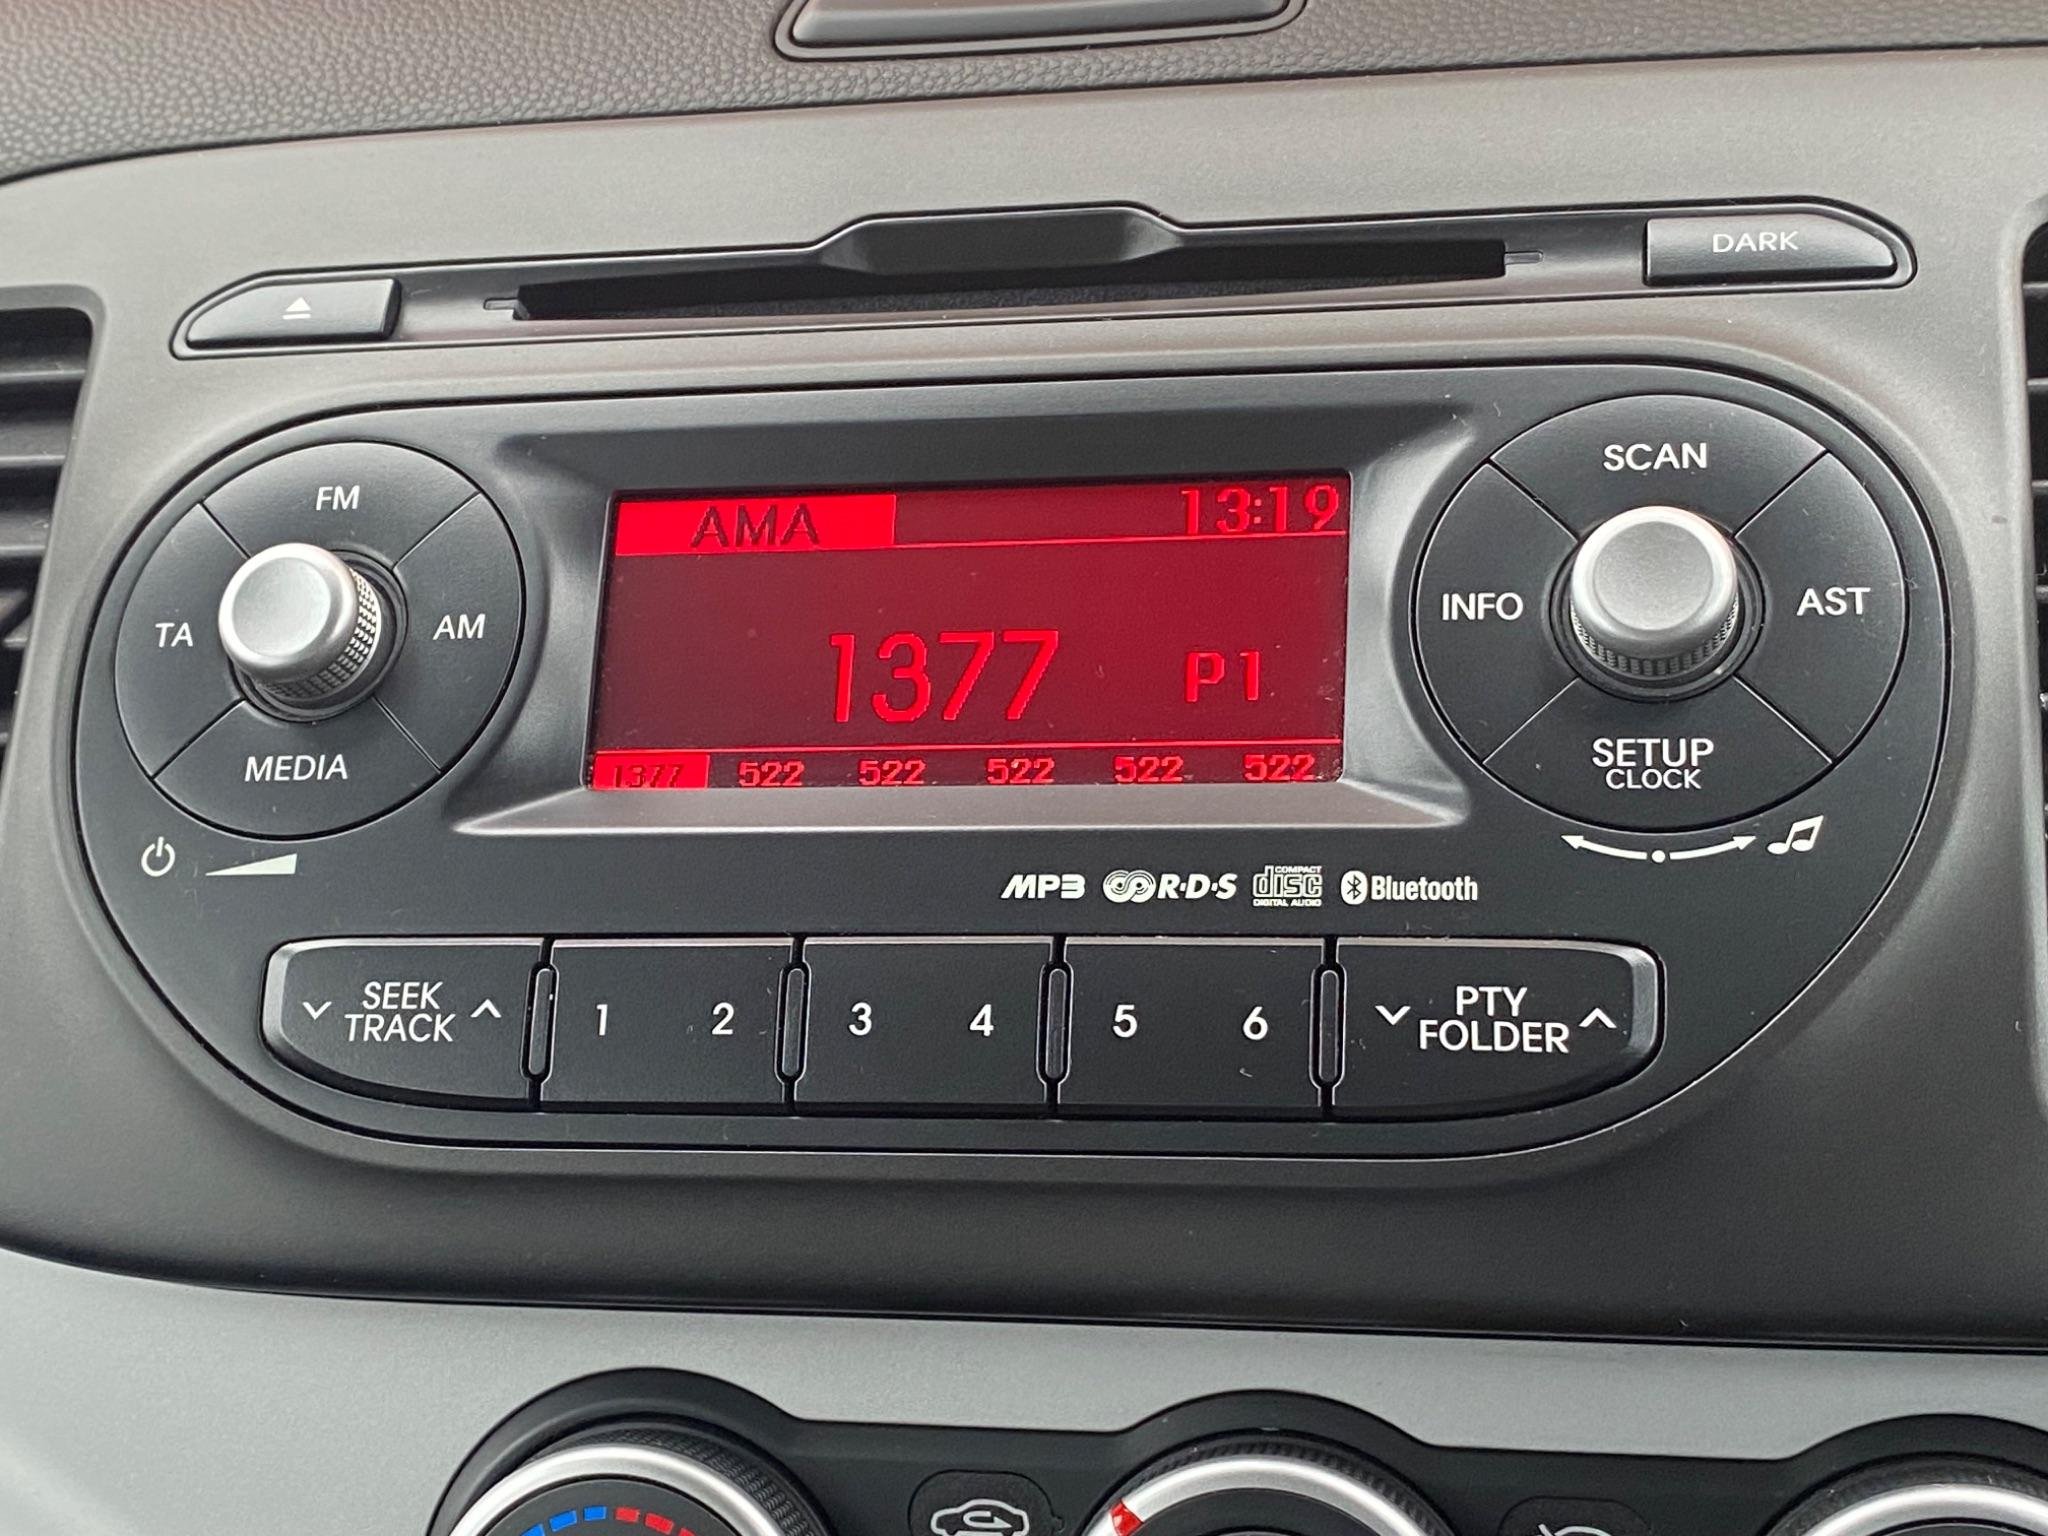 DARK
FM
TA
AM
MEDIA
AMA 13:19
1377 P1
1377 522 522 522 522 522
SCAN
INFO
AST
SETUP
CLOCK
MP3 R·D·S COMPACT disc DIGITAL AUDIO Bluetooth
SEEK
TRACK
1 2 3 4 5 6
PTY
FOLDER